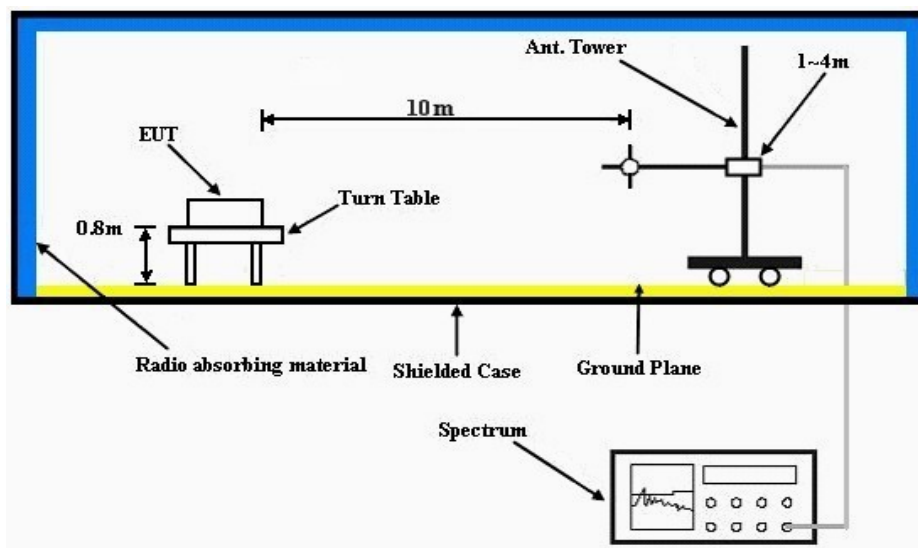 Ant. Tower
1~4m
10m
EUT
Turn Table
0.8m
Radio absorbing material
Shielded Case
Ground Plane
Spectrum